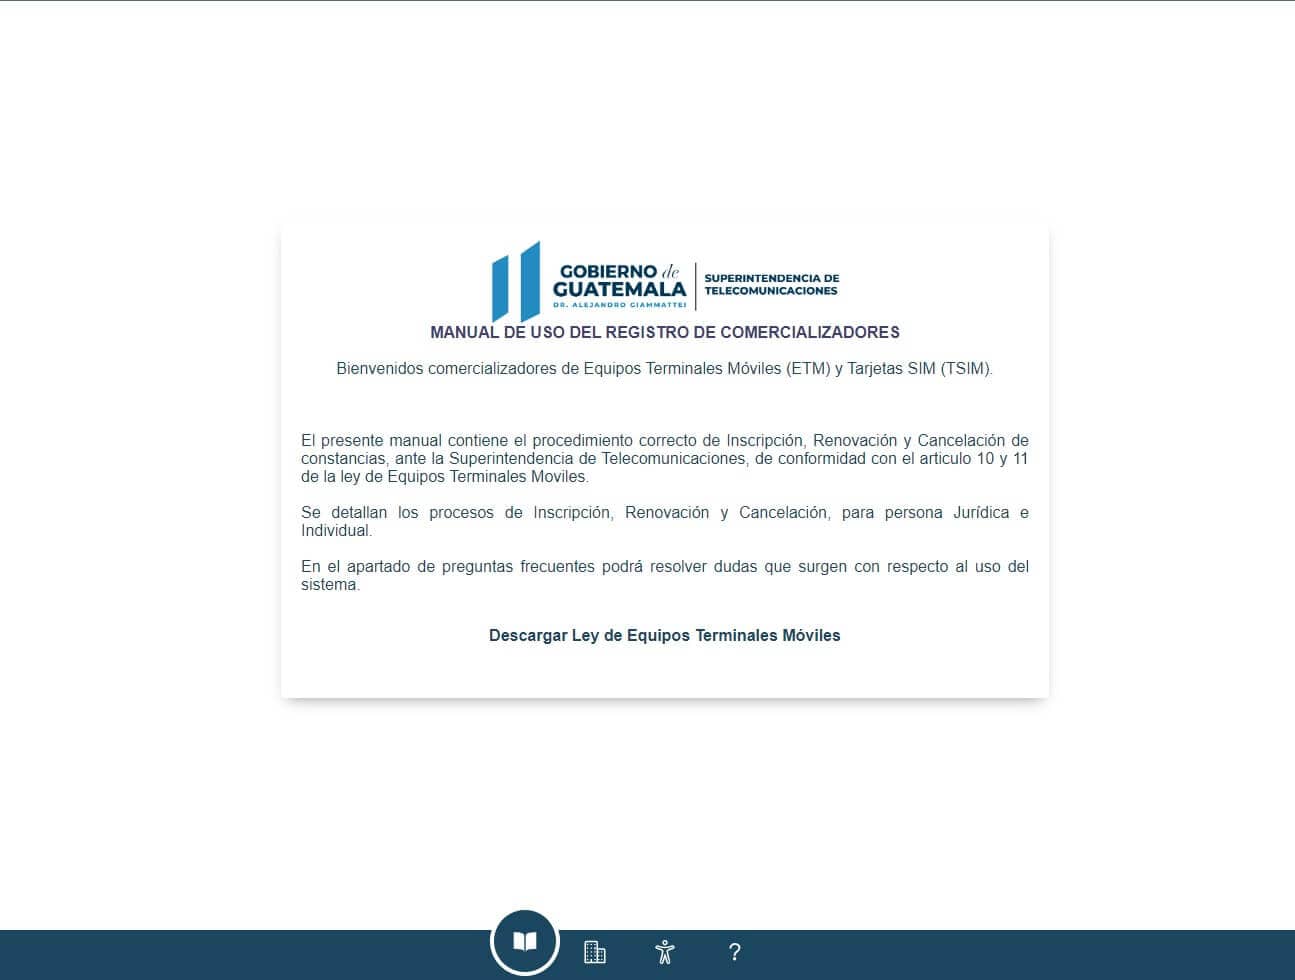 GOBIERNO de
GUATEMALA
DR. ALEJANDRO GIAMMATTEI
SUPERINTENDENCIA DE
TELECOMUNICACIONES
MANUAL DE USO DEL REGISTRO DE COMERCIALIZADORES
Bienvenidos comercializadores de Equipos Terminales Móviles (ETM) y Tarjetas SIM (TSIM).
El presente manual contiene el procedimiento correcto de Inscripción, Renovación y Cancelación de
constancias, ante la Superintendencia de Telecomunicaciones, de conformidad con el articulo 10 y 11
de la ley de Equipos Terminales Moviles.
Se detallan los procesos de Inscripción, Renovación y Cancelación, para persona Jurídica e
Individual.
En el apartado de preguntas frecuentes podrá resolver dudas que surgen con respecto al uso del
sistema.
Descargar Ley de Equipos Terminales Móviles
?